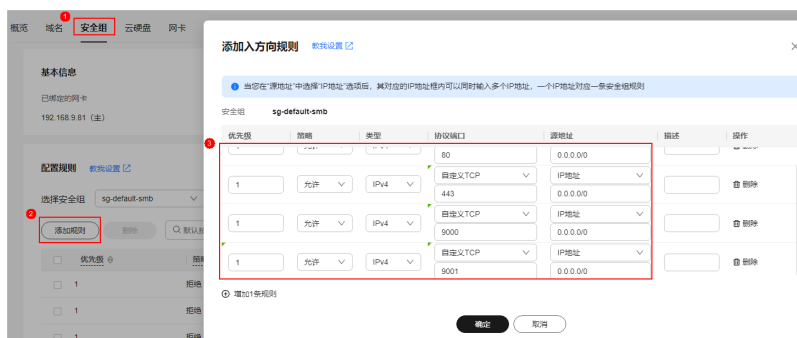 1
概览 域名 安全组 云硬盘 网卡
基本信息
已绑定的网卡
192.168.9.81 (主)
配置规则 教我设置
选择安全组 sg-default-smb
2
添加规则 删除
优先级
1 拒绝
1 拒绝
1 拒绝
添加入方向规则 教我设置
当您在“源地址”中选择“IP地址”选项后，其对应的IP地址框内可以同时输入多个IP地址，一个IP地址对应一条安全组规则
安全组 sg-default-smb
优先级 策略 类型 协议端口 源地址 描述 操作
3
80 0.0.0.0/0
自定义TCP IP地址
1 允许 IPv4 删除
443 0.0.0.0/0
自定义TCP IP地址
1 允许 IPv4 删除
9000 0.0.0.0/0
自定义TCP IP地址
1 允许 IPv4 删除
9001 0.0.0.0/0
增加1条规则
确定 取消